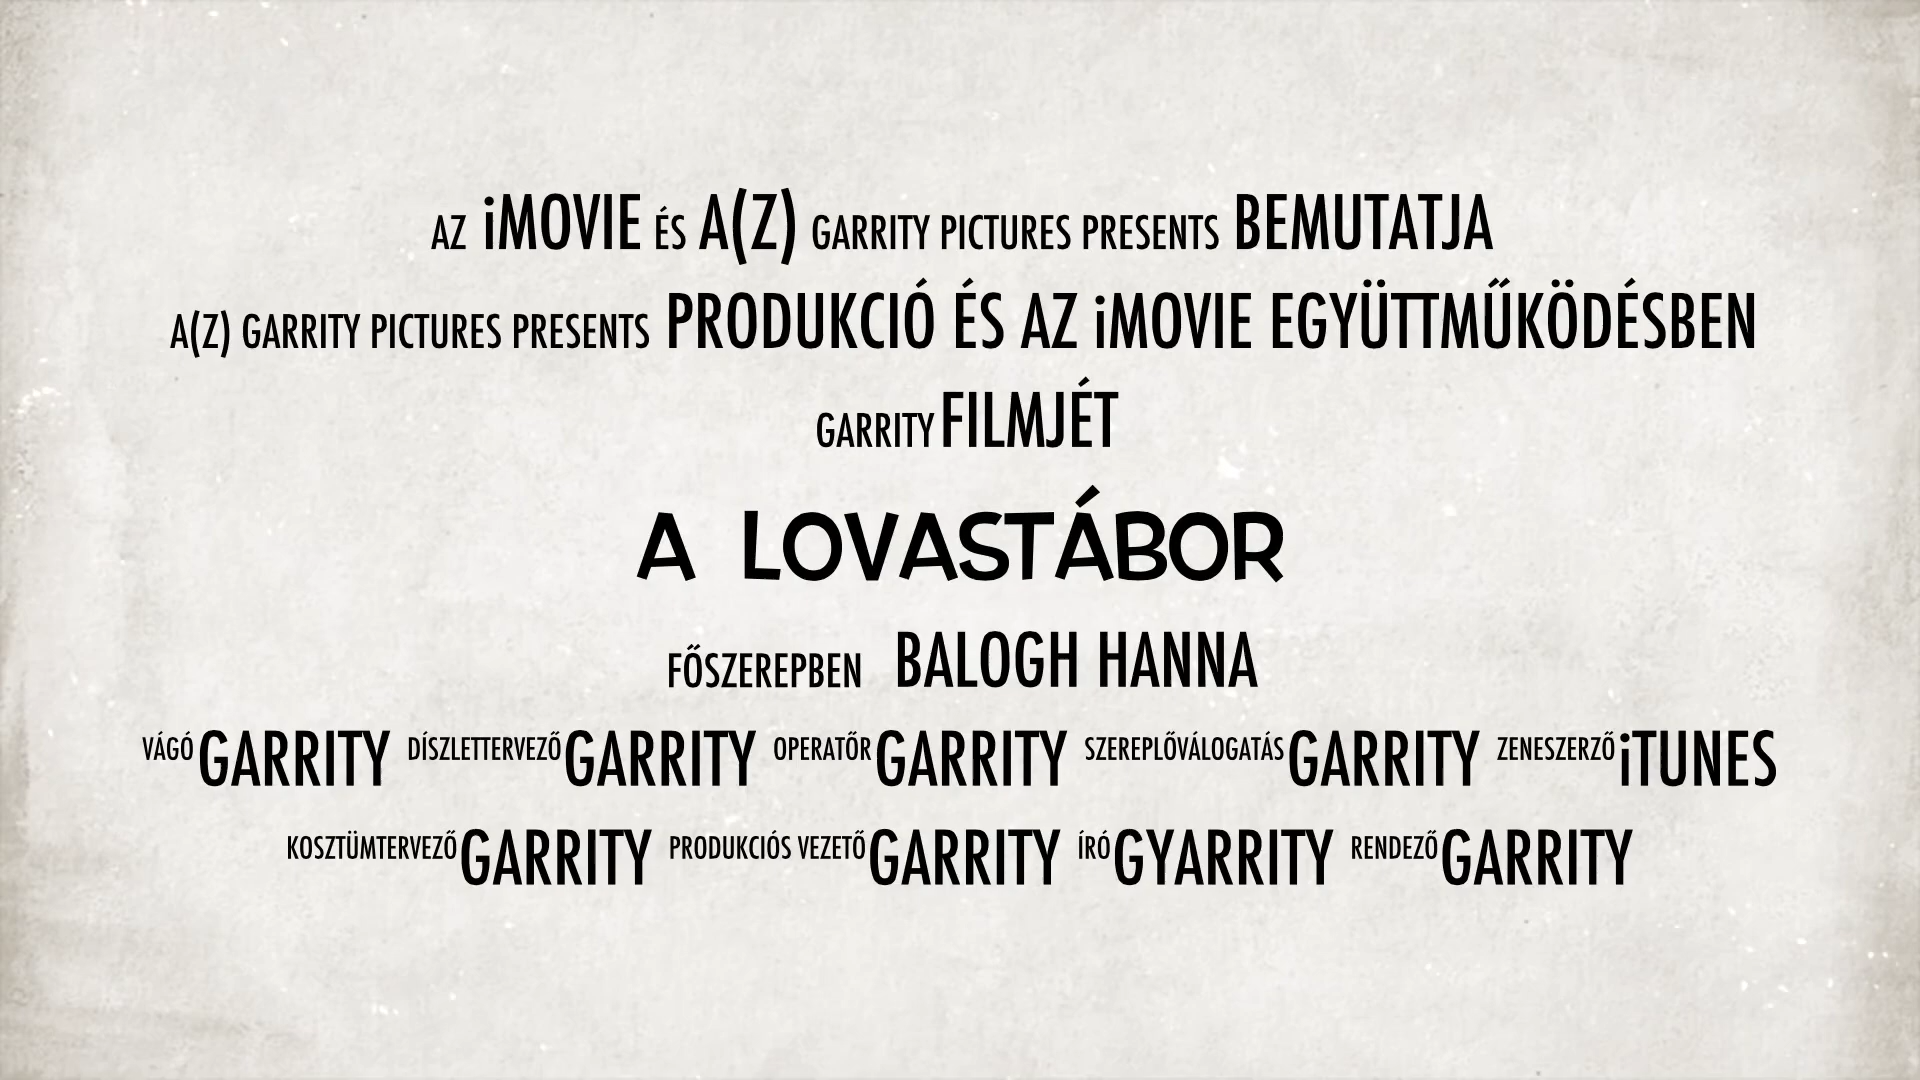 AZ iMOVIE ÉS A(Z) GARRITY PICTURES PRESENTS BEMUTATJA
A(Z) GARRITY PICTURES PRESENTS PRODUKCIÓ ÉS AZ iMOVIE EGYÜTTMŰKÖDÉSBEN
GARRITY FILMJÉT
A LOVASTÁBOR
FŐSZEREPBEN BALOGH HANNA
VÁGÓ GARRITY DÍSZLETTERVEZŐ GARRITY OPERATŐR GARRITY SZEREPLŐVÁLOGATÁS GARRITY ZENESZERZŐ iTUNES
KOSZTÜMTERVEZŐ GARRITY PRODUKCIÓS VEZETŐ GARRITY ÍRÓ GYARRITY RENDEZŐ GARRITY